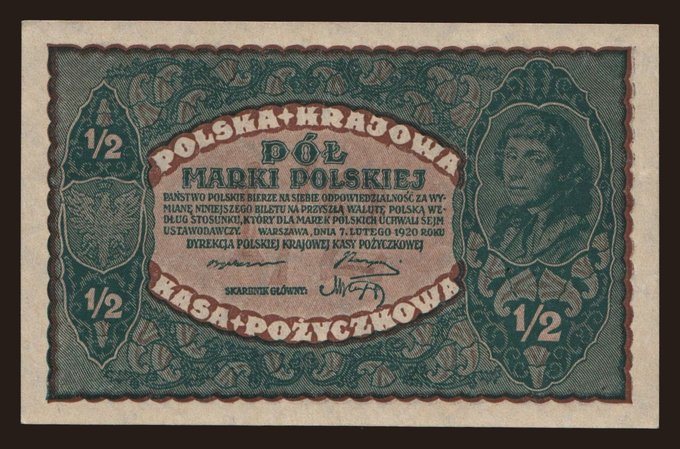 POLSKA+KRAJOWA
1/2
PÓŁ
MARKI POLSKIEJ
PAŃSTWO POLSKIE BIERZE NA SIEBIE ODPOWIEDZIALNOŚĆ ZA WY-
MIANĘ NINIEJSZEGO BILETU NA PRZYSZŁĄ WALUTĘ POLSKĄ WE-
DŁUG STOSUNKU, KTÓRY DLA MAREK POLSKICH UCHWALI SEJM
USTAWODAWCZY. WARSZAWA, DNIA 7. LUTEGO 1920 ROKU
DYREKCJA POLSKIEJ KRAJOWEJ KASY POŻYCZKOWEJ
SKARBNIK GŁÓWNY:
1/2
1/2
KASA+POŻYCZKOWA